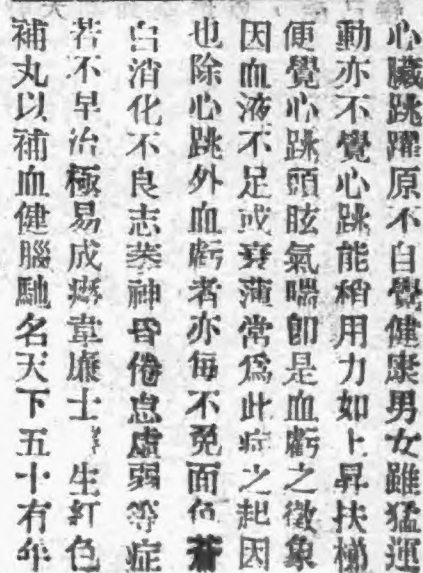 心臟跳躍原不自覺健康男女雖猛運
動亦不覺心跳能稍用力如上昇扶梯
便覺心跳頭眩氣喘卽是血虧之徵象
因血液不足或衰薄常爲此症之起因
也除心跳外血虧者亦每不免面色蒼
白消化不良志萎神昏倦怠虛弱等症
若不早治極易成癆韋廉士生紅色
補丸以補血健腦馳名天下五十有年